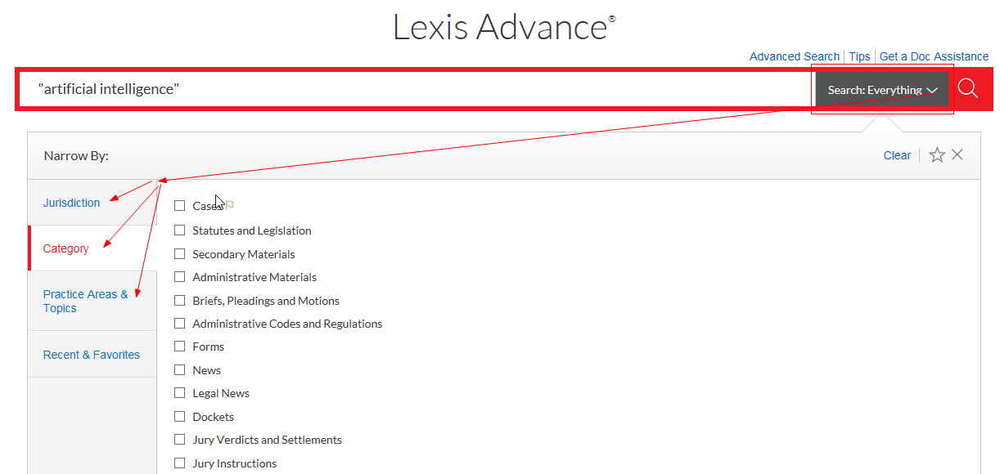 Lexis Advance®
Advanced Search | Tips | Get a Doc Assistance
"artificial intelligence"
Search: Everything
Narrow By:
Clear
Jurisdiction
Category
Practice Areas &
Topics
Recent & Favorites
Cases
Statutes and Legislation
Secondary Materials
Administrative Materials
Briefs, Pleadings and Motions
Administrative Codes and Regulations
Forms
News
Legal News
Dockets
Jury Verdicts and Settlements
Jury Instructions